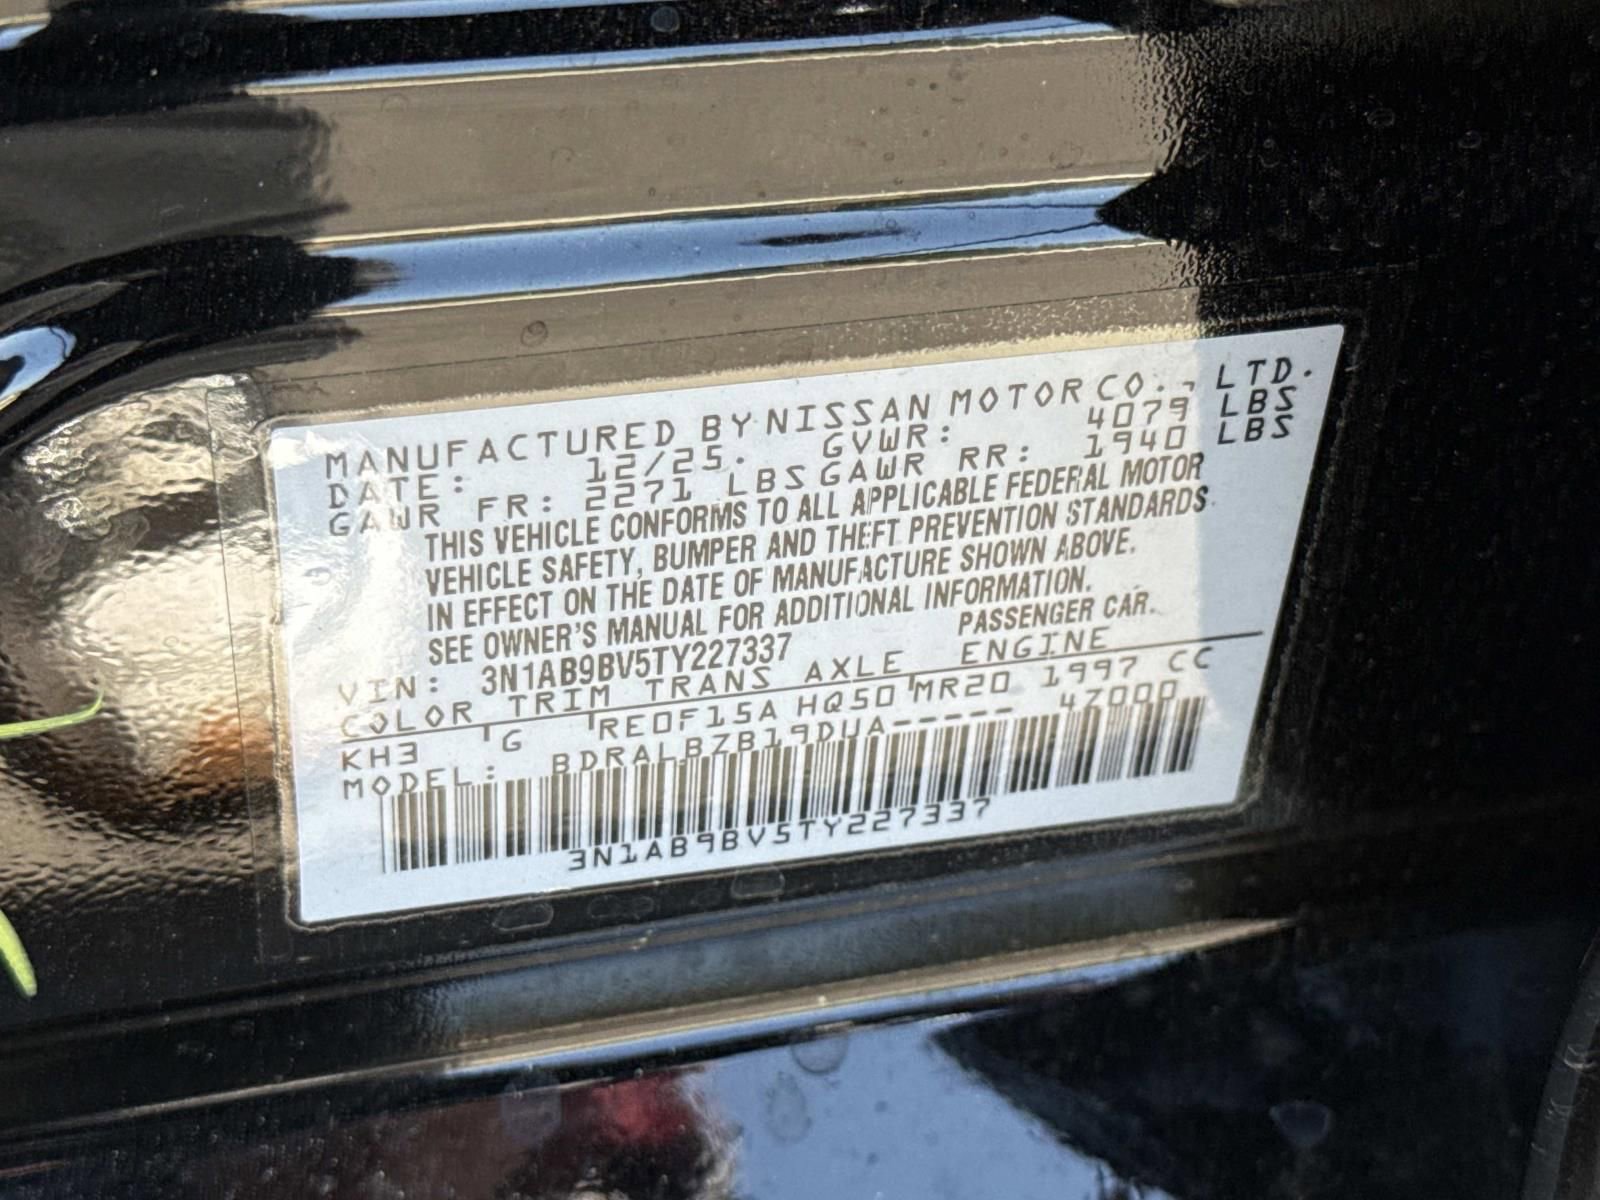 MANUFACTURED BY NISSAN MOTOR CO., LTD.
DATE: 12/25. GVWR: 4079 LBS
GAWR FR: 2271 LBS GAWR RR: 1940 LBS
THIS VEHICLE CONFORMS TO ALL APPLICABLE FEDERAL MOTOR
VEHICLE SAFETY, BUMPER AND THEFT PREVENTION STANDARDS
IN EFFECT ON THE DATE OF MANUFACTURE SHOWN ABOVE.
SEE OWNER'S MANUAL FOR ADDITIONAL INFORMATION.
VIN: 3N1AB9BV5TY227337 PASSENGER CAR.
COLOR TRIM TRANS AXLE ENGINE
KH3 G RE0F15A HQ50 MR20 1997 CC
MODEL: BDRALBZB19DUA----- 4Z000
3N1AB9BV5TY227337